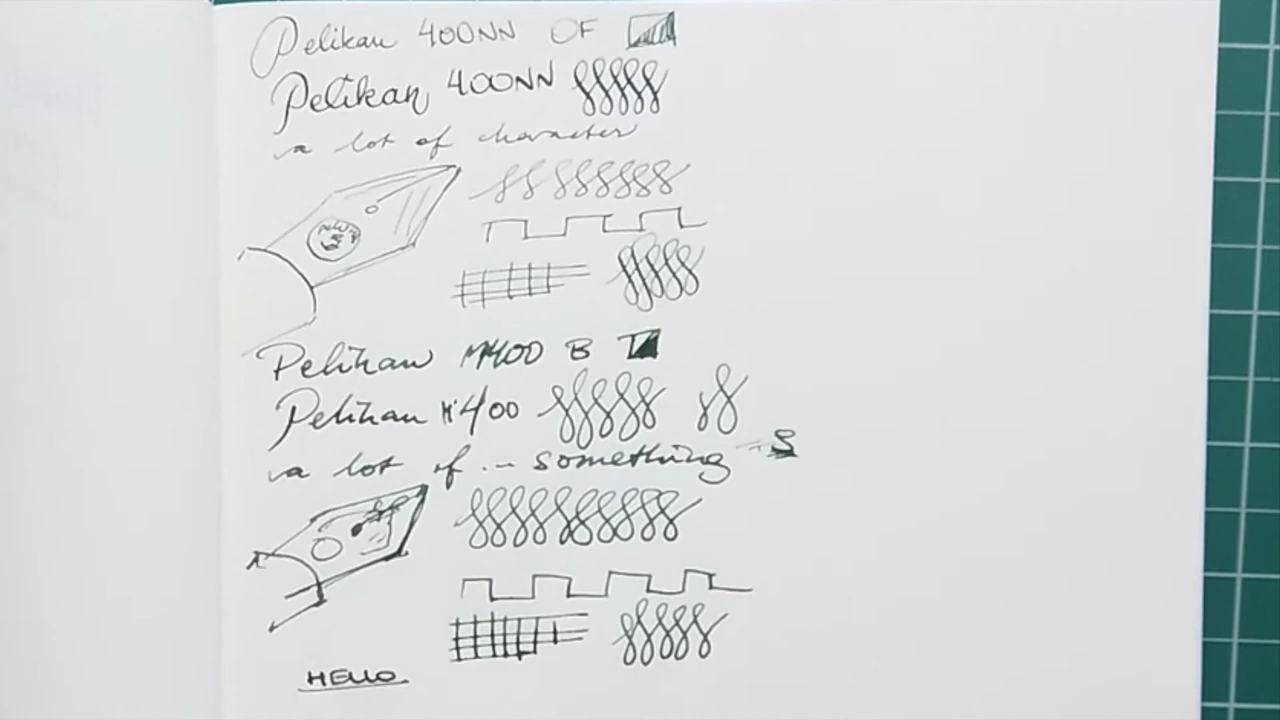 Pelikan 400NN OF
Pelikan 400NN
a lot of character
Pelikan M400 B
Pelikan M400
a lot of ... something
HELLO